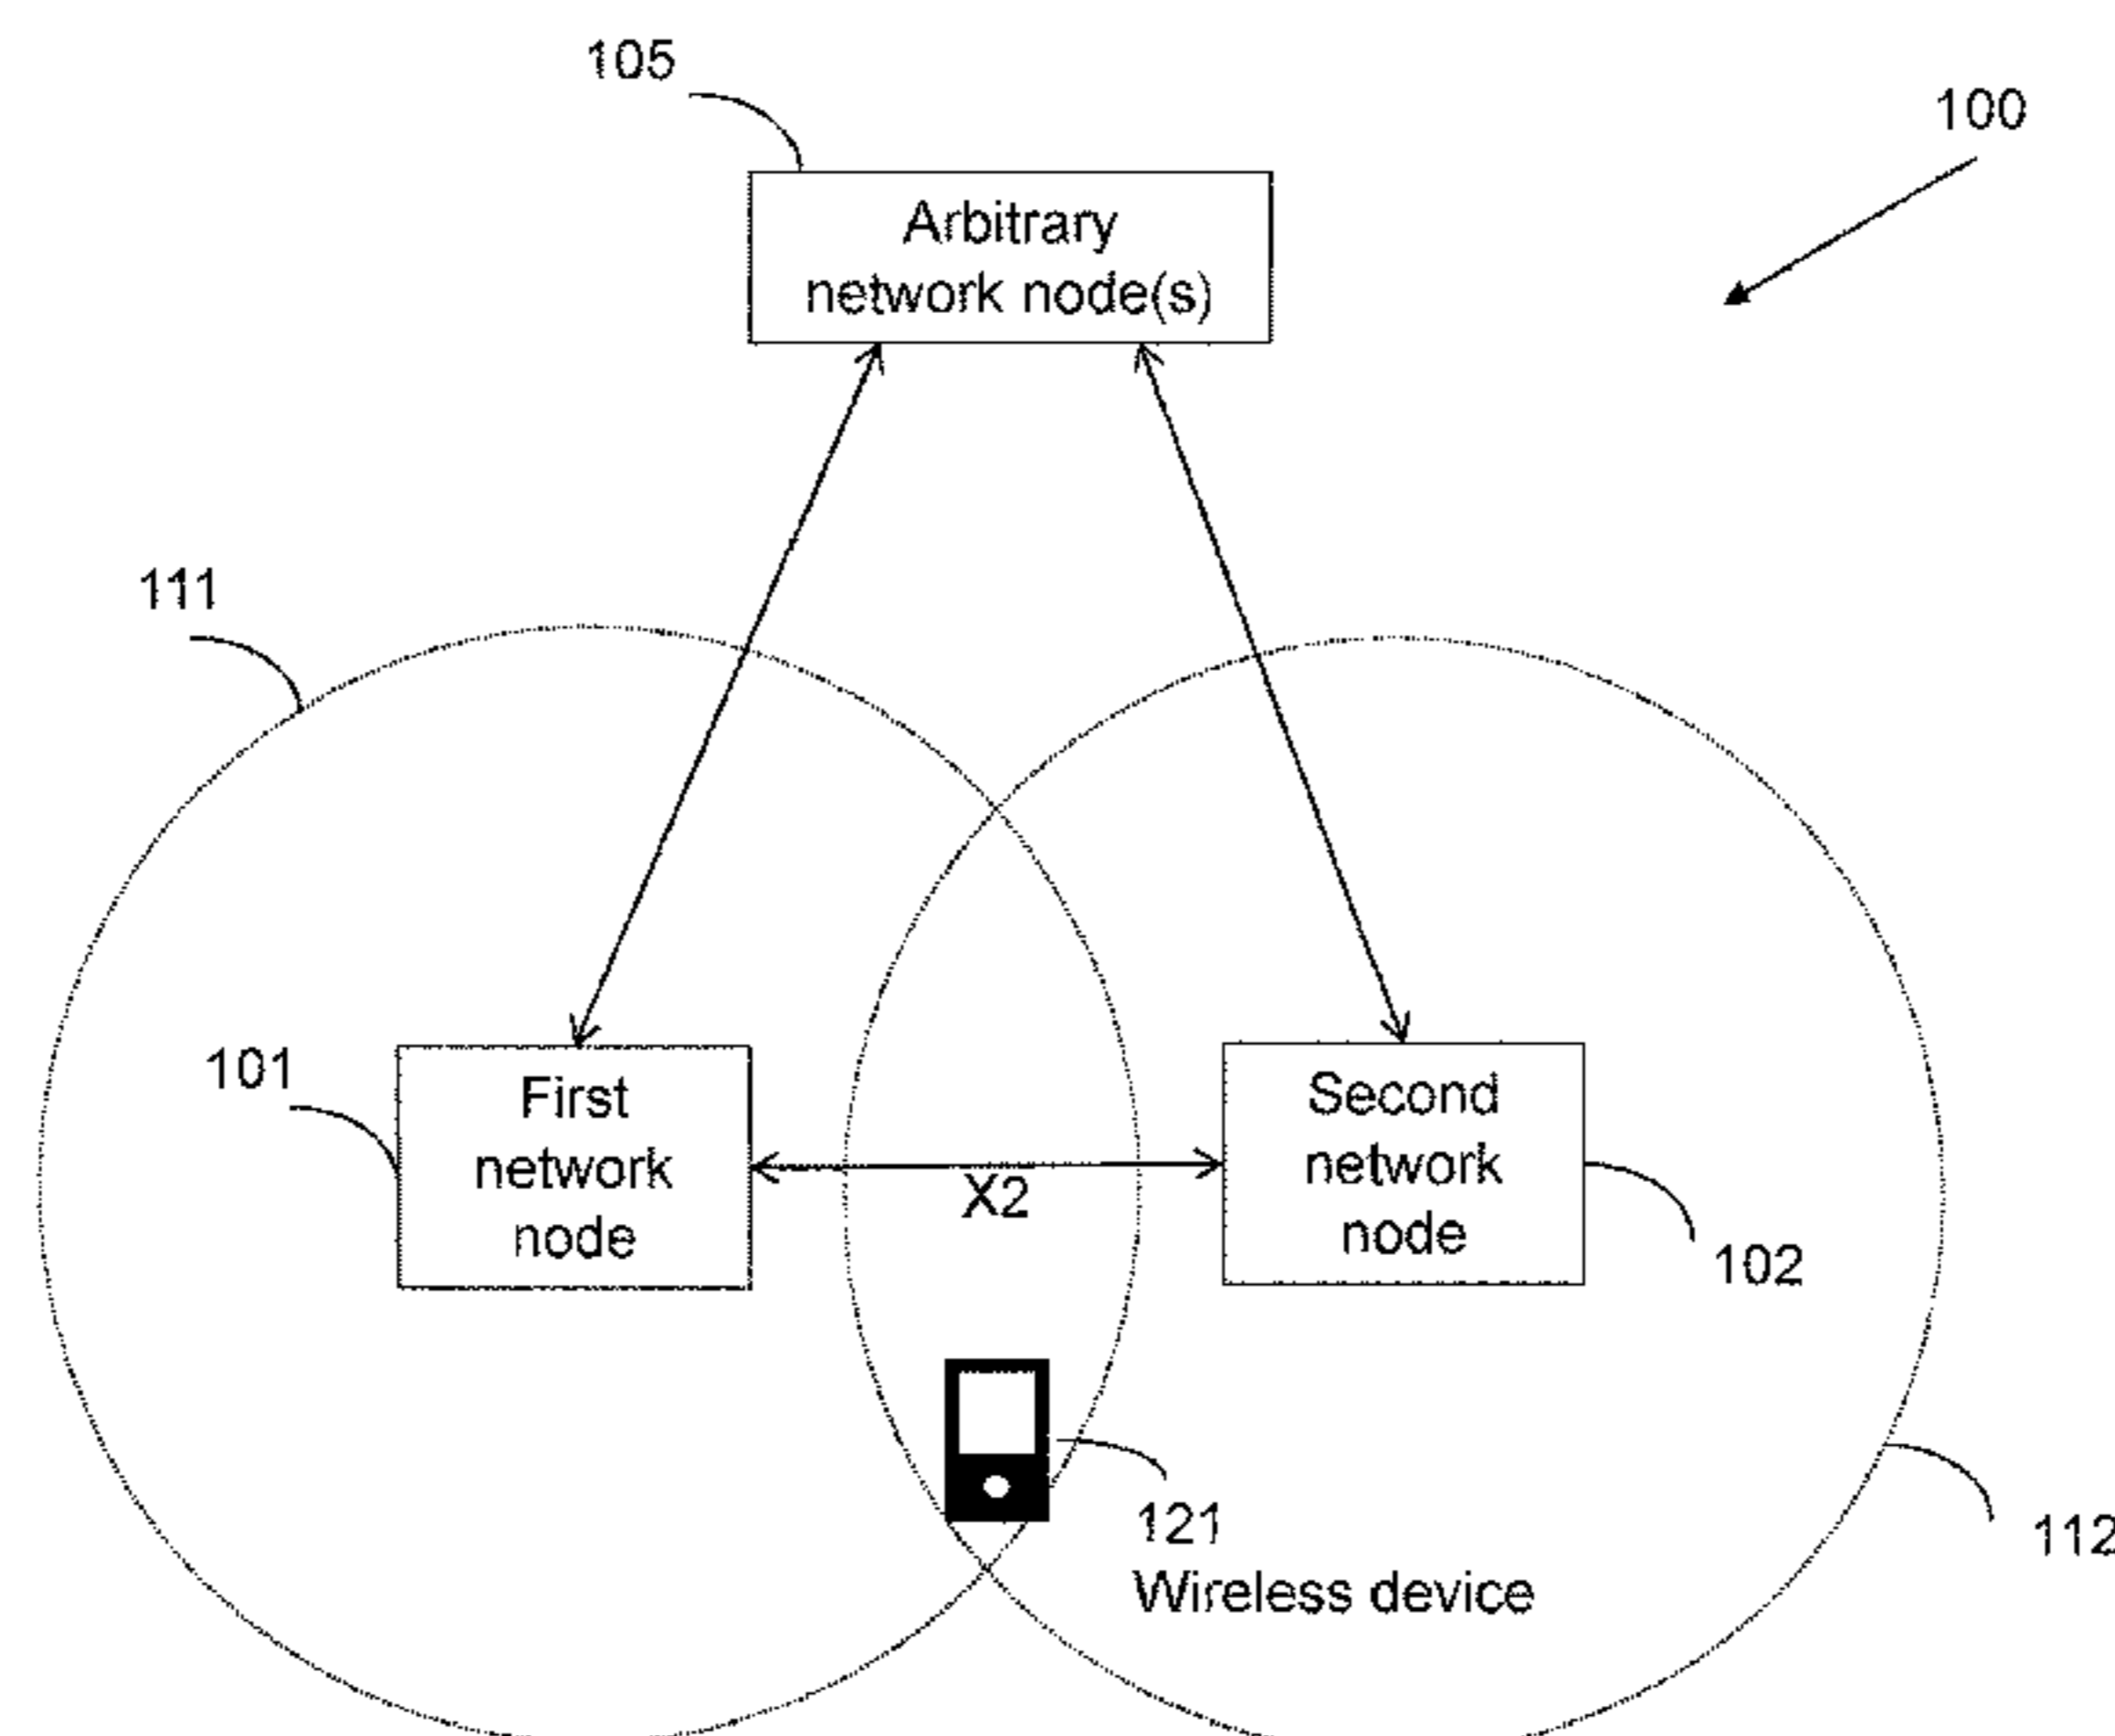 105
100
Arbitrary
network node(s)
111
101
First
network
node
X2
Second
network
node
102
121
Wireless device
112